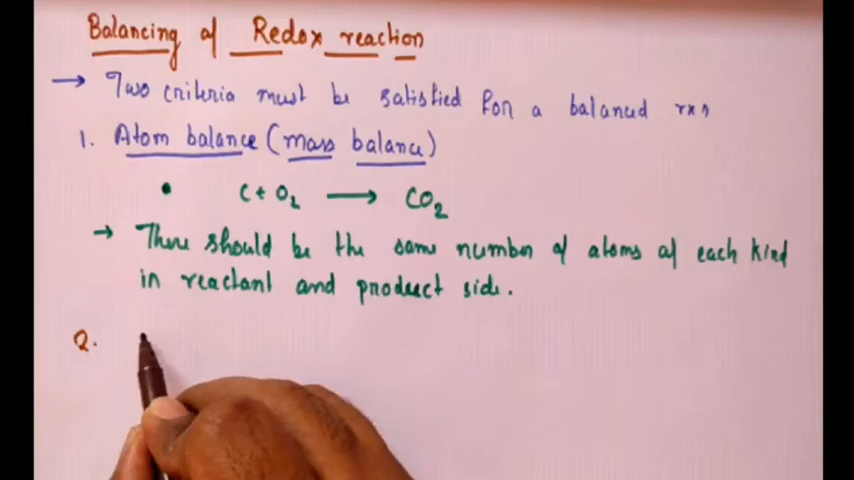 Balancing of Redox reaction
→ Two criteria must be satisfied for a balanced rxn
1. Atom balance (mass balance)
• C + O₂ ⟶ CO₂
→ There should be the same number of atoms of each kind
in reactant and product side.
Q.